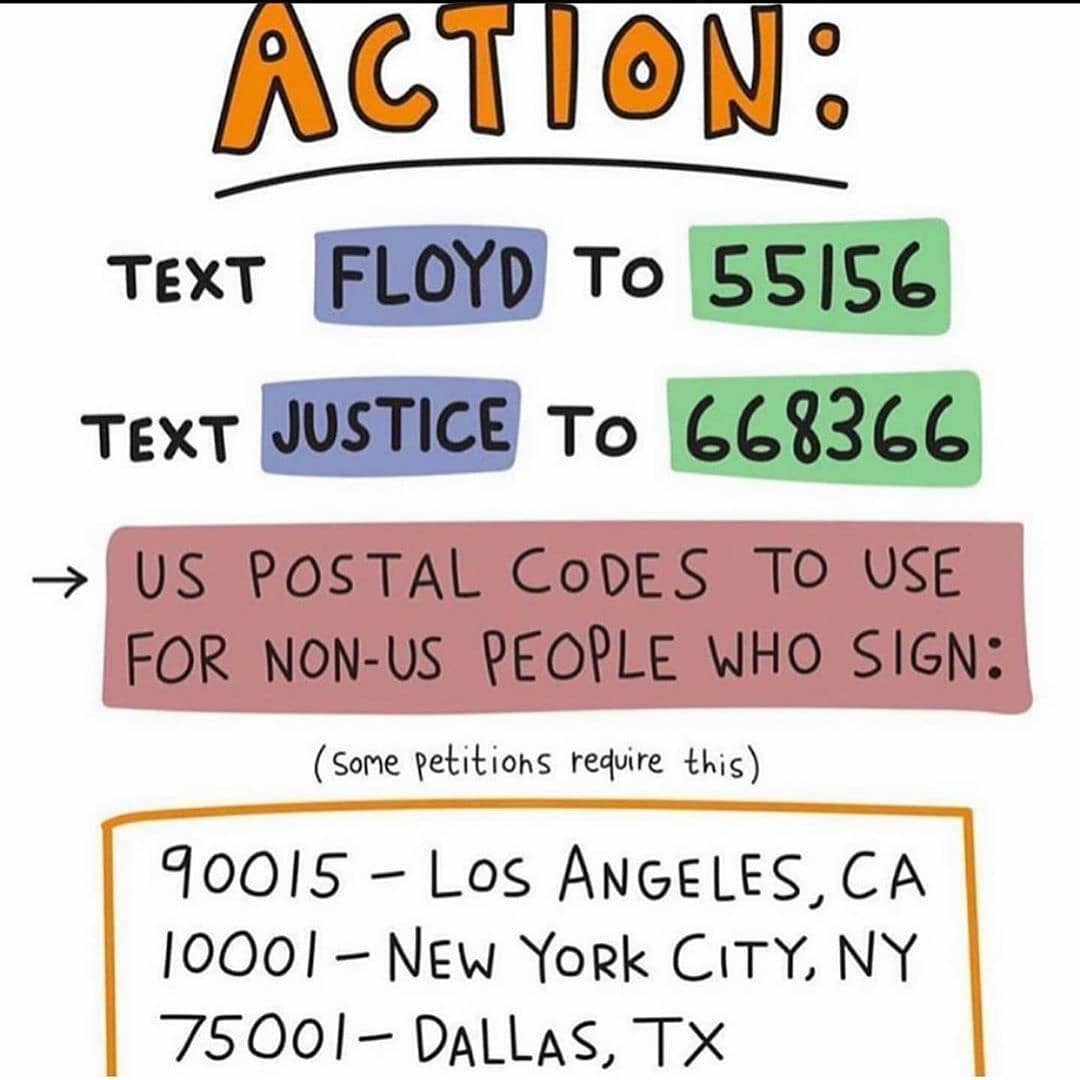 ACTION:
TEXT FLOYD TO 55156
TEXT JUSTICE TO 668366
→ US POSTAL CODES TO USE
FOR NON-US PEOPLE WHO SIGN:
(some petitions require this)
90015 - LOS ANGELES, CA
10001 - NEW YORK CITY, NY
75001 - DALLAS, TX